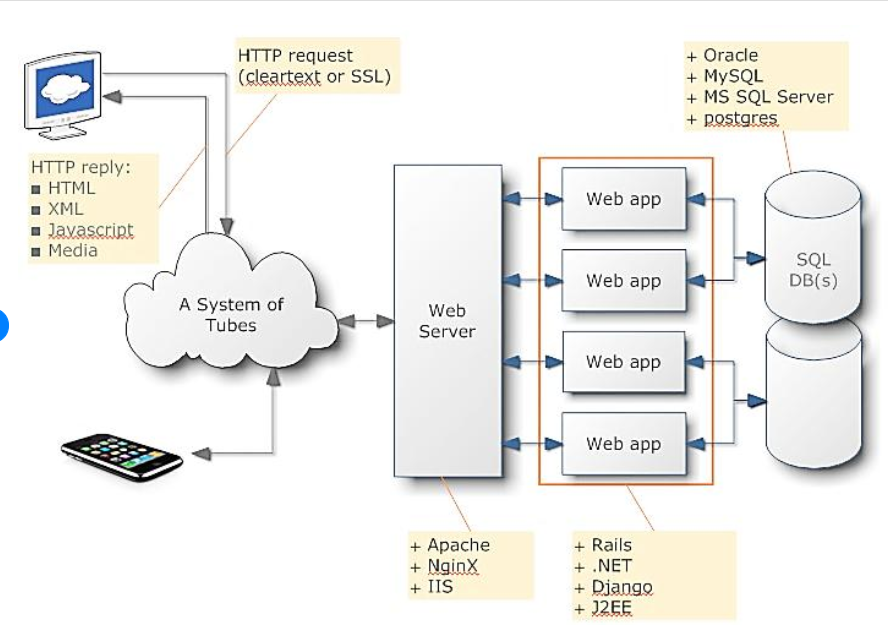 HTTP request
(cleartext or SSL)
+ Oracle
+ MySQL
+ MS SQL Server
+ postgres
HTTP reply:
■ HTML
■ XML
■ Javascript
■ Media
A System of
Tubes
Web
Server
Web app
Web app
Web app
Web app
SQL
DB(s)
+ Apache
+ NginX
+ IIS
+ Rails
+ .NET
+ Django
+ J2EE